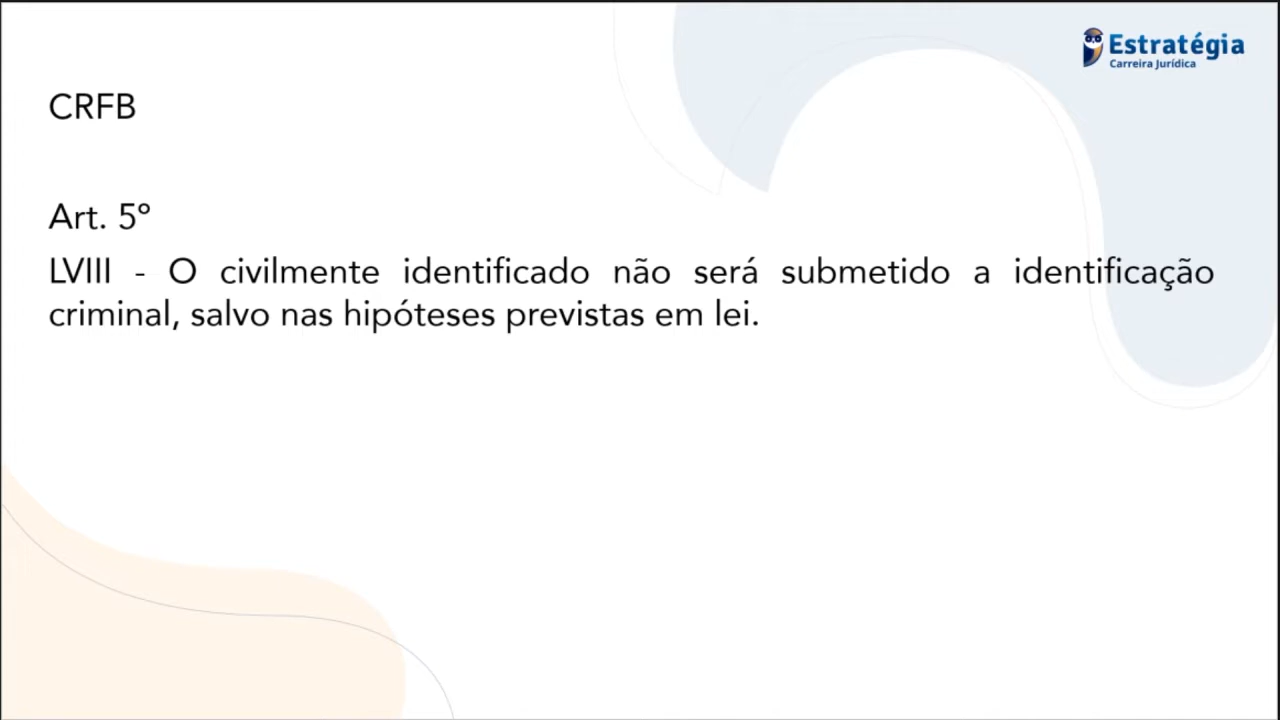 Estratégia
Carreira Jurídica
CRFB
Art. 5º
LVIII - O civilmente identificado não será submetido a identificação
criminal, salvo nas hipóteses previstas em lei.